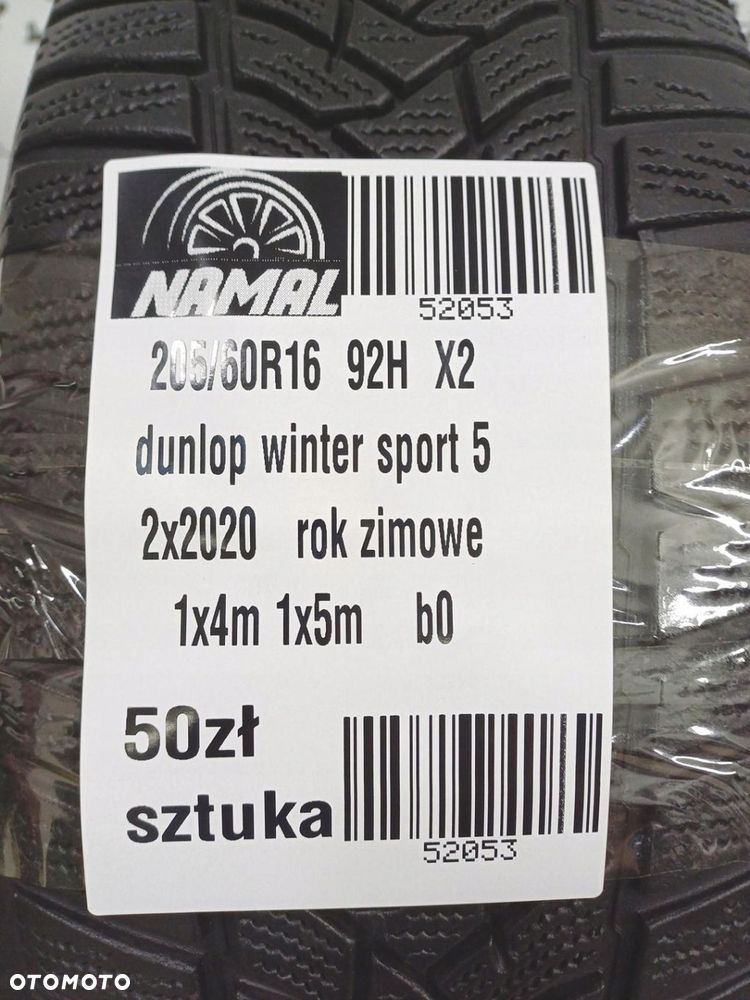 NAMAL
52053
205/60R16 92H X2
dunlop winter sport 5
2x2020 rok zimowe
1x4m 1x5m b0
50zł
sztuka
52053
OTOMOTO